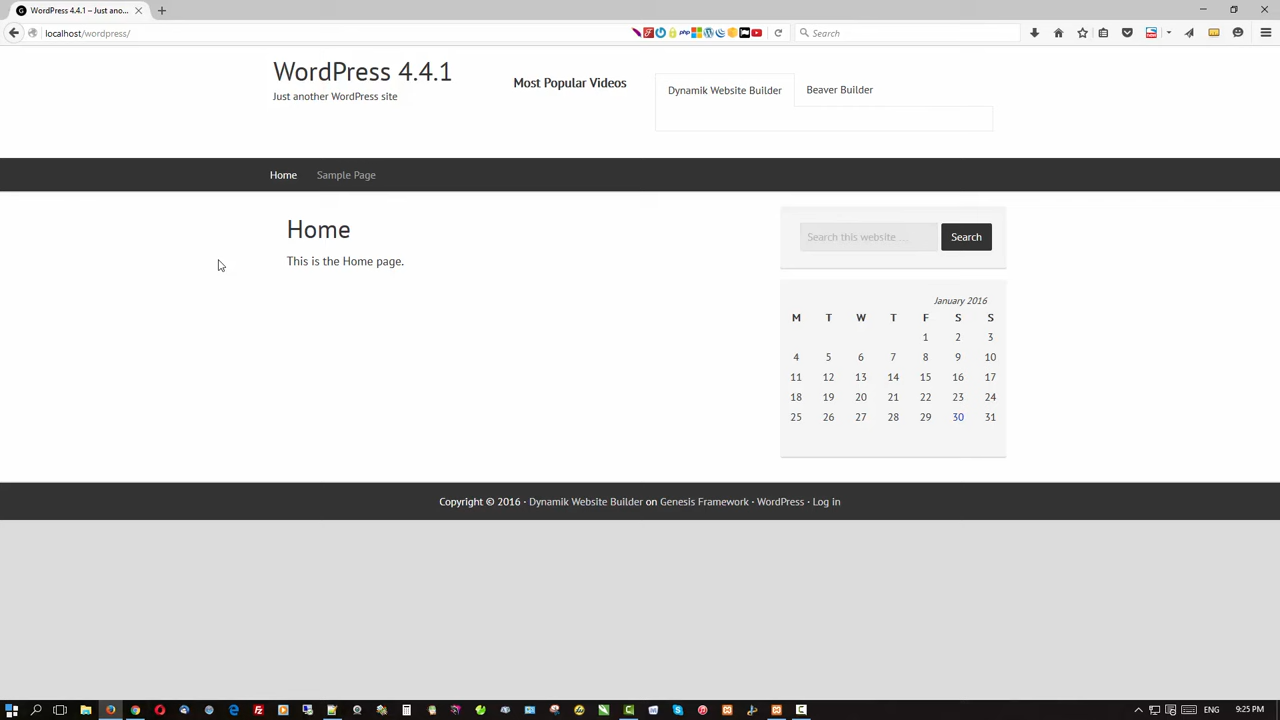 WordPress 4.4.1 – Just ano...
localhost/wordpress/
php
Search
WordPress 4.4.1
Just another WordPress site
Most Popular Videos
Dynamik Website Builder
Beaver Builder
Home
Sample Page
Home
This is the Home page.
Search this website …
Search
January 2016
M T W T F S S
1 2 3
4 5 6 7 8 9 10
11 12 13 14 15 16 17
18 19 20 21 22 23 24
25 26 27 28 29 30 31
Copyright © 2016 · Dynamik Website Builder on Genesis Framework · WordPress · Log in
ENG
9:25 PM